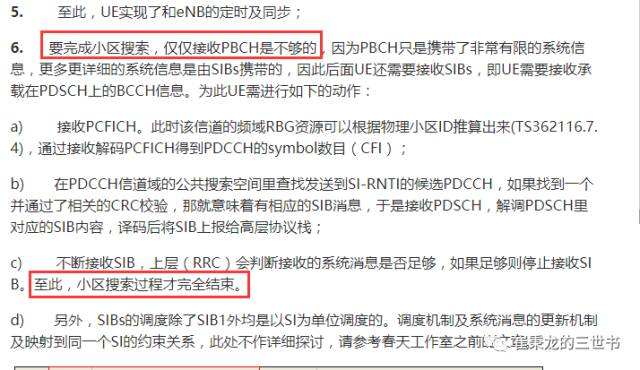 5. 至此，UE实现了和eNB的定时及同步；
6. 要完成小区搜索，仅仅接收PBCH是不够的，因为PBCH只是携带了非常有限的系统信
息，更多更详细的系统信息是由SIBs携带的，因此后面UE还需要接收SIBs，即UE需要接收承
载在PDSCH上的BCCH信息。为此UE需进行如下的动作：
a) 接收PCFICH。此时该信道的频域RBG资源可以根据物理小区ID推算出来(TS362116.7.
4)，通过接收解码PCFICH得到PDCCH的symbol数目（CFI）；
b) 在PDCCH信道域的公共搜索空间里查找发送到SI-RNTI的候选PDCCH，如果找到一个
并通过了相关的CRC校验，那就意味着有相应的SIB消息，于是接收PDSCH，解调PDSCH里
对应的SIB内容，译码后将SIB上报给高层协议栈；
c) 不断接收SIB，上层（RRC）会判断接收的系统消息是否足够，如果足够则停止接收SI
B。至此，小区搜索过程才完全结束。
d) 另外，SIBs的调度除了SIB1外均是以SI为单位调度的。调度机制及系统消息的更新机制
及映射到同一个SI的约束关系，此处不作详细探讨，请参考春天工作室之前
乘龙的三世书